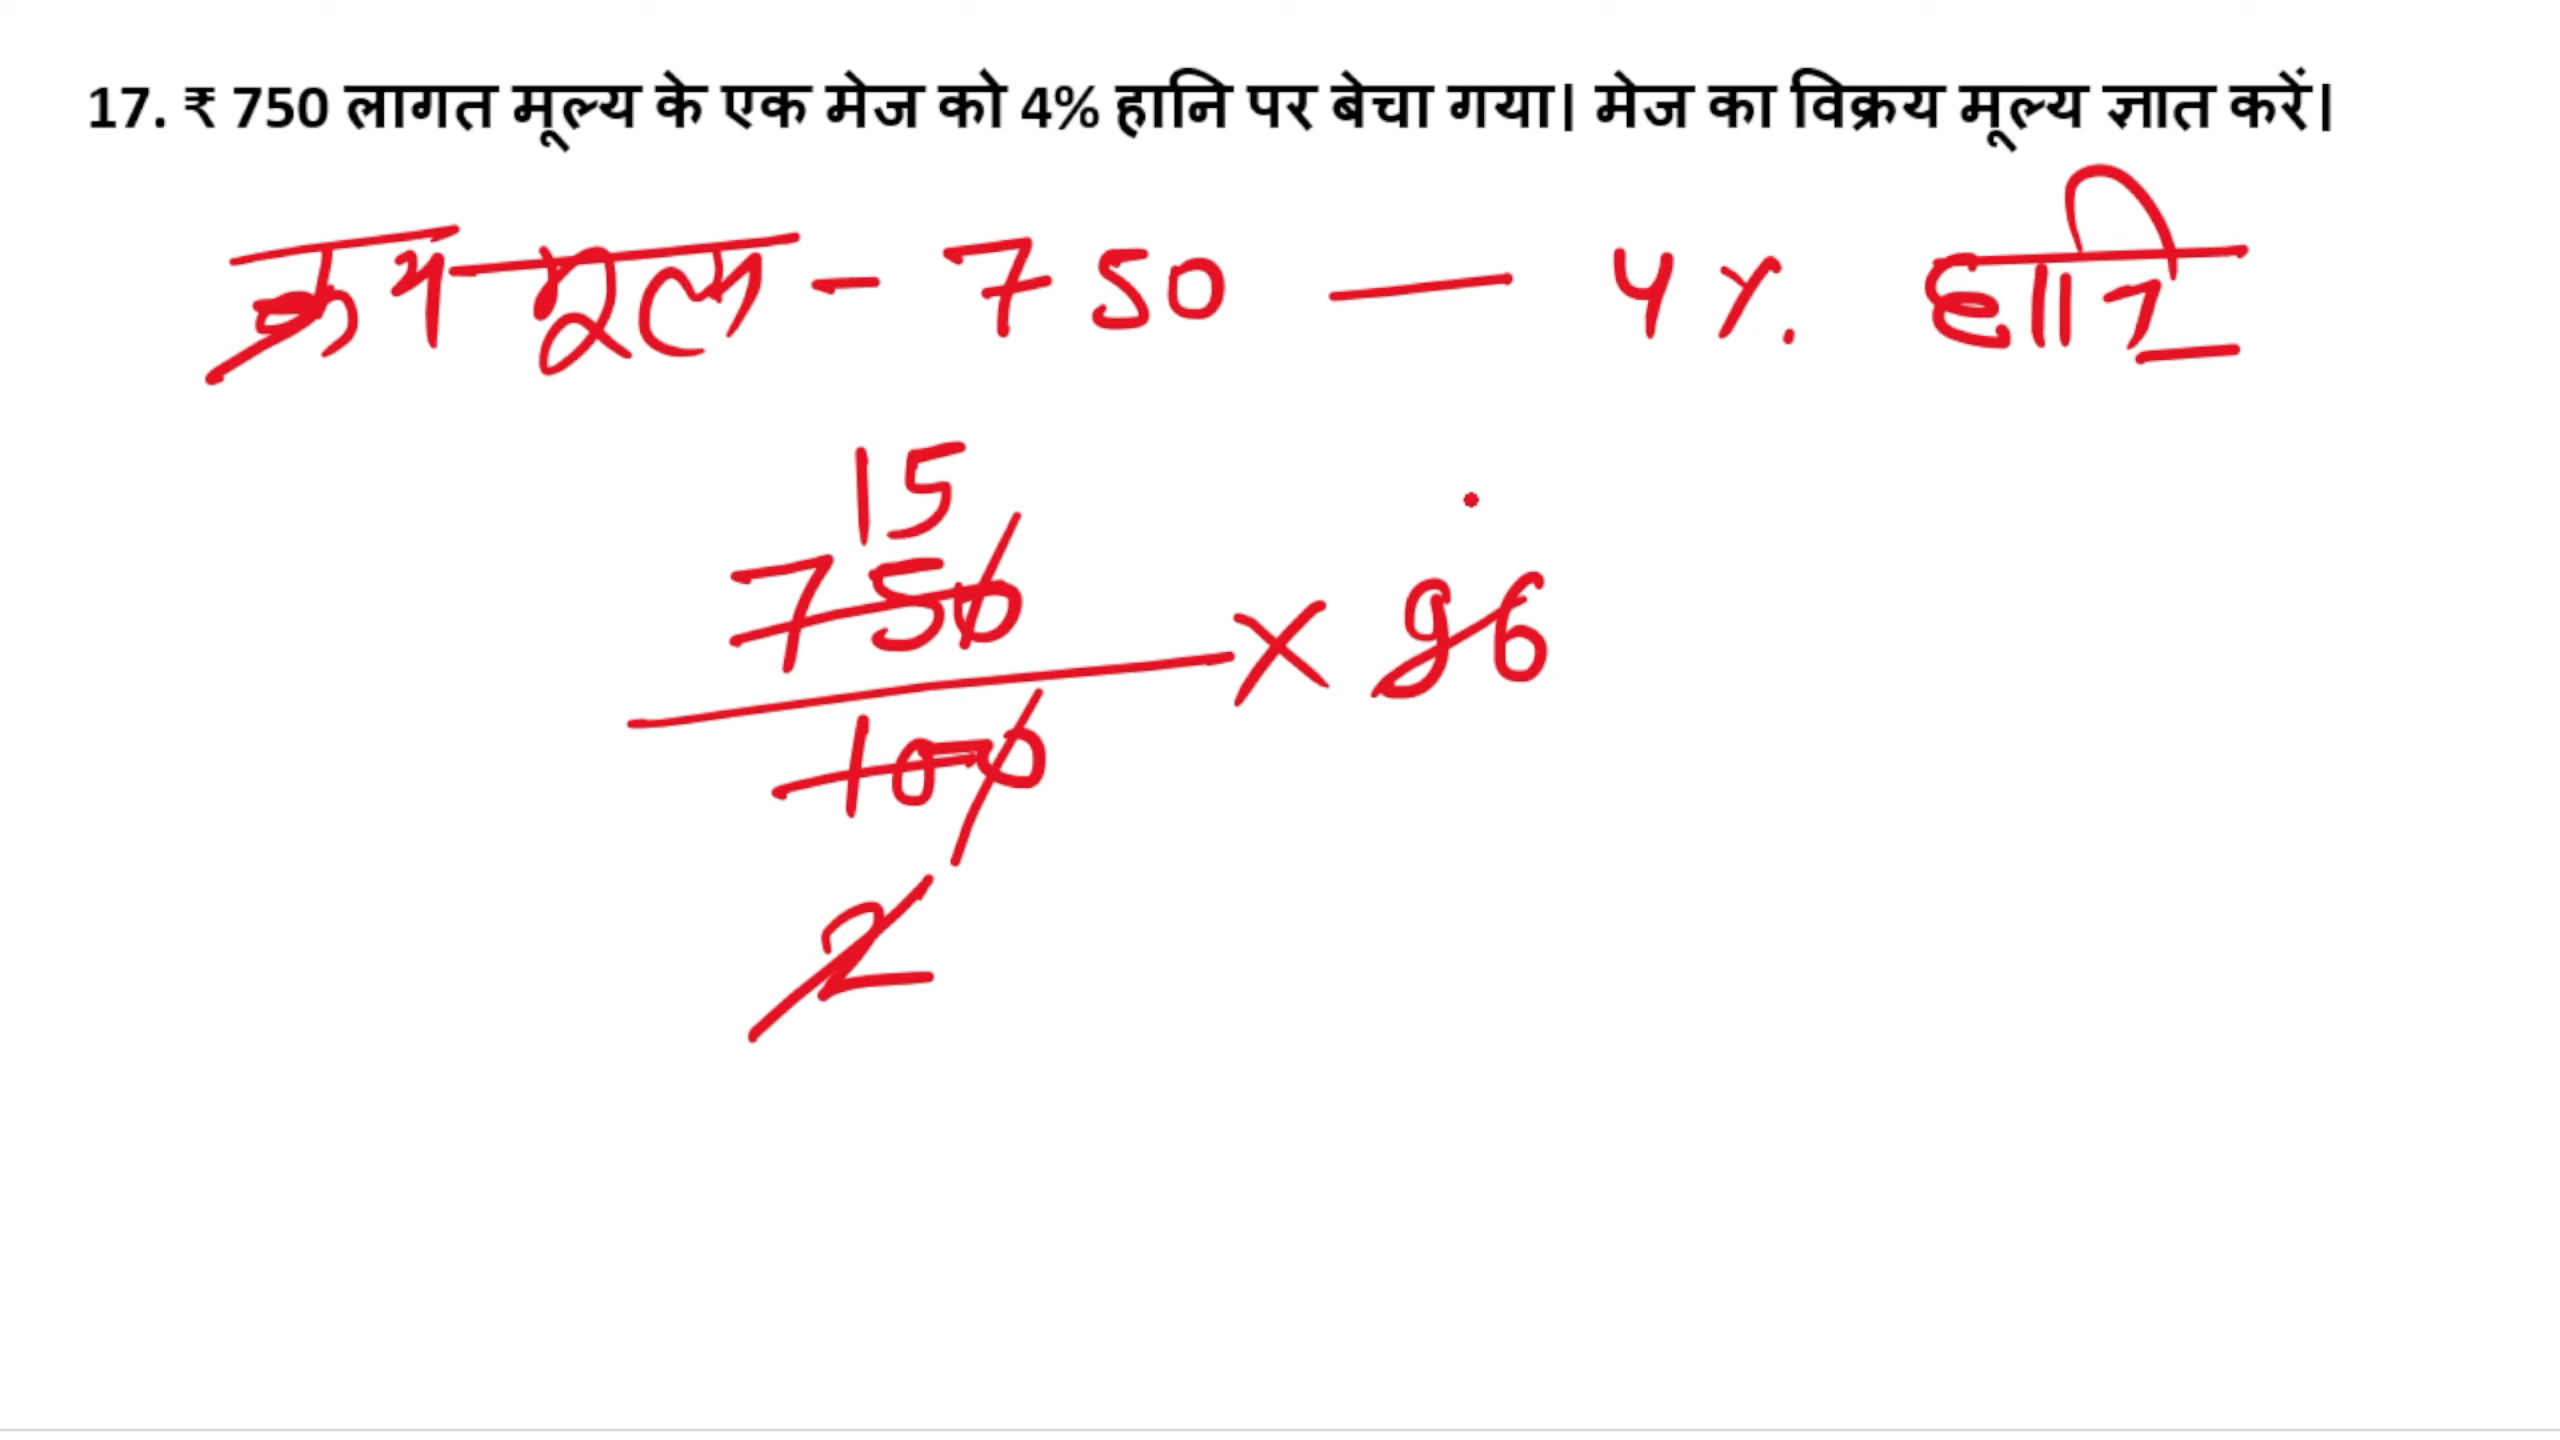 17. ₹ 750 लागत मूल्य के एक मेज को 4% हानि पर बेचा गया। मेज का विक्रय मूल्य ज्ञात करें।
क्रय मूल्य - 750 — 4%. हानि
15
750 × 96
100
2